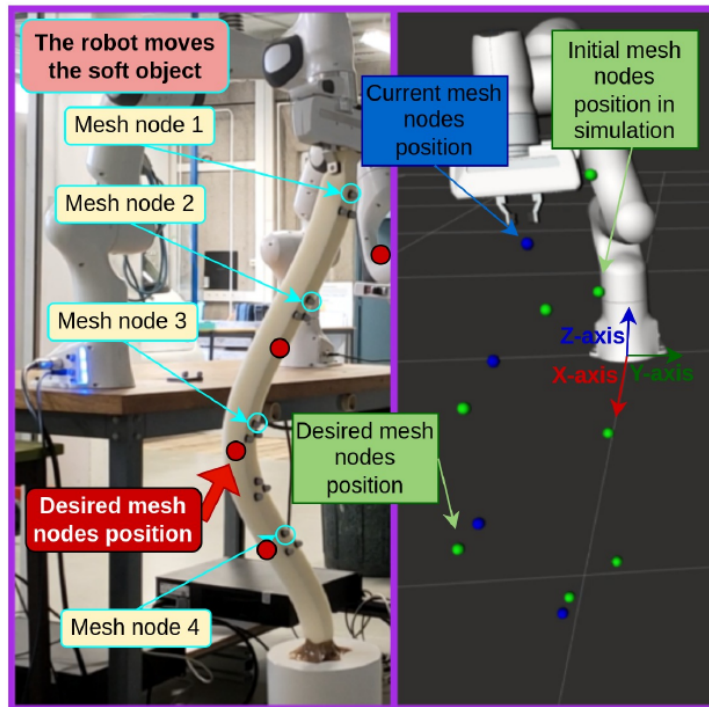 The robot moves
the soft object
Mesh node 1
Mesh node 2
Mesh node 3
Desired mesh
nodes position
Mesh node 4
Initial mesh
nodes
position in
simulation
Current mesh
nodes
position
Z-axis
X-axis
Y-axis
Desired mesh
nodes
position